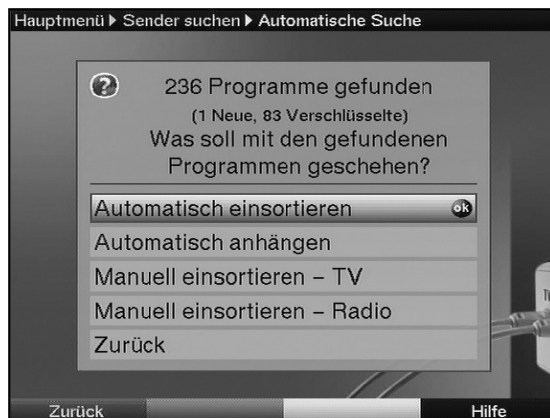 Hauptmenü Sender suchen Automatische Suche
236 Programme gefunden
(1 Neue, 83 Verschlüsselte)
Was soll mit den gefundenen
Programmen geschehen?
Automatisch einsortieren ok
Automatisch anhängen
Manuell einsortieren – TV
Manuell einsortieren – Radio
Zurück
Zurück Hilfe